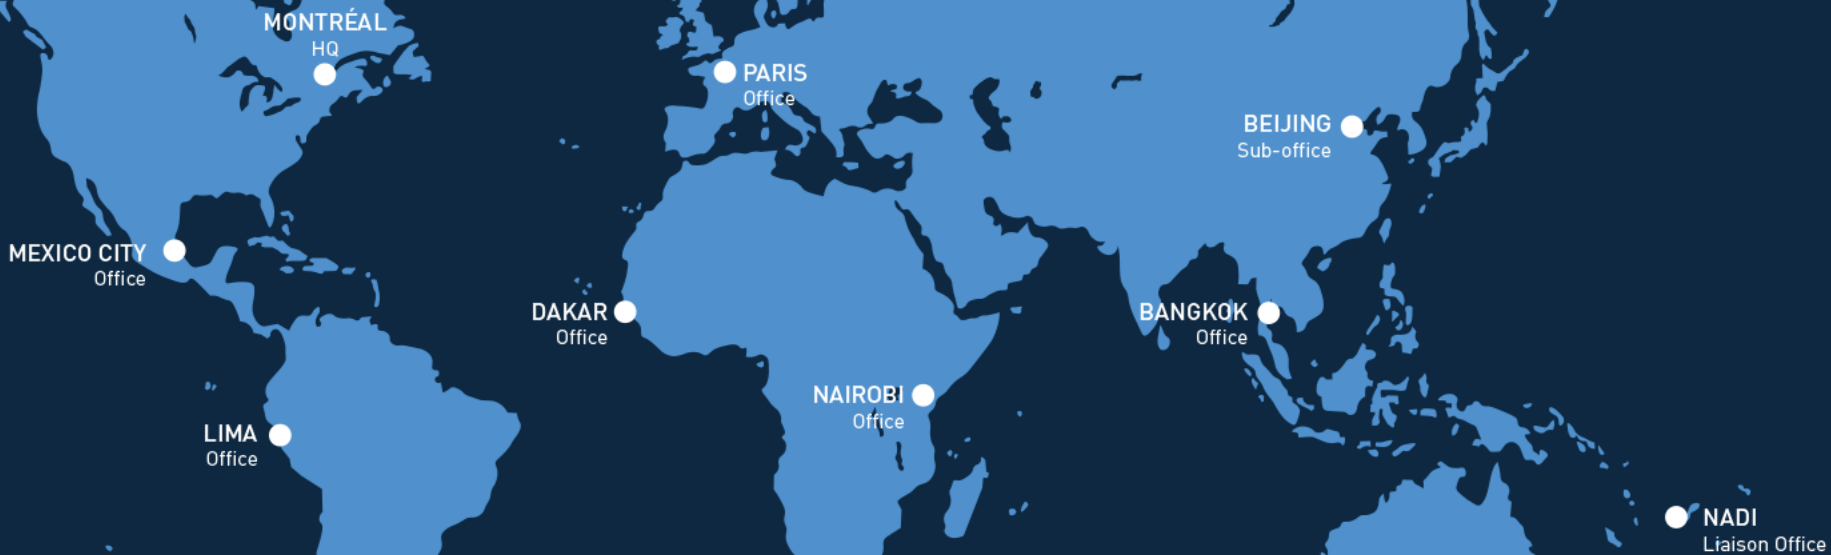 MONTRÉAL
HQ
PARIS
Office
BEIJING
Sub-office
MEXICO CITY
Office
DAKAR
Office
BANGKOK
Office
NAIROBI
Office
LIMA
Office
NADI
Liaison Office